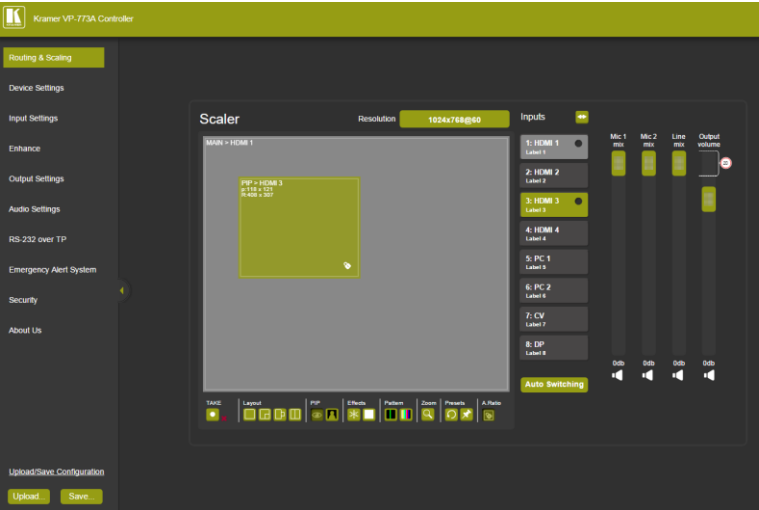 Kramer VP-773A Controller
Routing & Scaling
Device Settings
Input Settings
Enhance
Output Settings
Audio Settings
RS-232 over TP
Emergency Alert System
Security
About Us
Upload/Save Configuration
Upload...
Save...
Scaler
Resolution
1024x768@60
MAIN > HDMI 1
PIP > HDMI 3
p:118 x 121
R:408 x 307
TAKE
Layout
PIP
Effects
Pattern
Zoom
Presets
A.Ratio
Inputs
1: HDMI 1
Label 1
2: HDMI 2
Label 2
3: HDMI 3
Label 3
4: HDMI 4
Label 4
5: PC 1
Label 5
6: PC 2
Label 6
7: CV
Label 7
8: DP
Label 8
Auto Switching
Mic 1 mix
Mic 2 mix
Line mix
Output volume
0db
0db
0db
0db